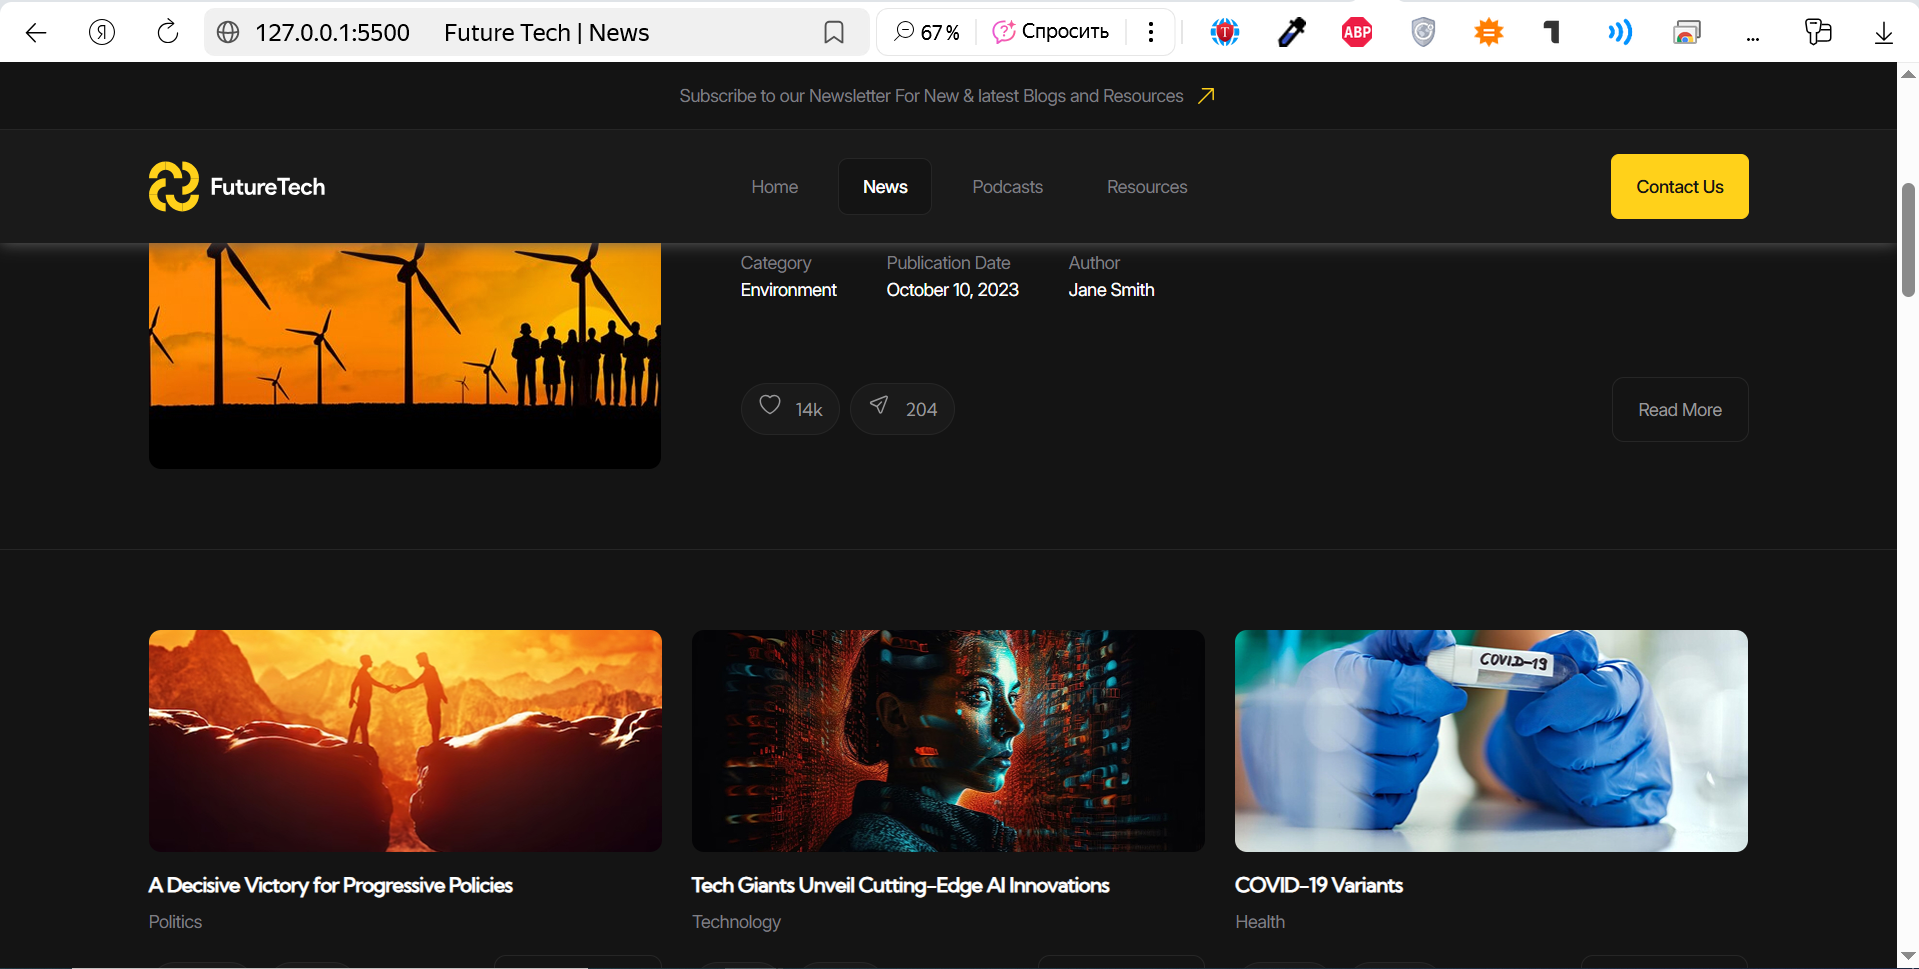 127.0.0.1:5500 Future Tech | News 67% Спросить ABP
Subscribe to our Newsletter For New & latest Blogs and Resources
FutureTech Home News Podcasts Resources Contact Us
Category Publication Date Author
Environment October 10, 2023 Jane Smith
14k 204 Read More
COVID-19
A Decisive Victory for Progressive Policies Tech Giants Unveil Cutting-Edge AI Innovations COVID-19 Variants
Politics Technology Health